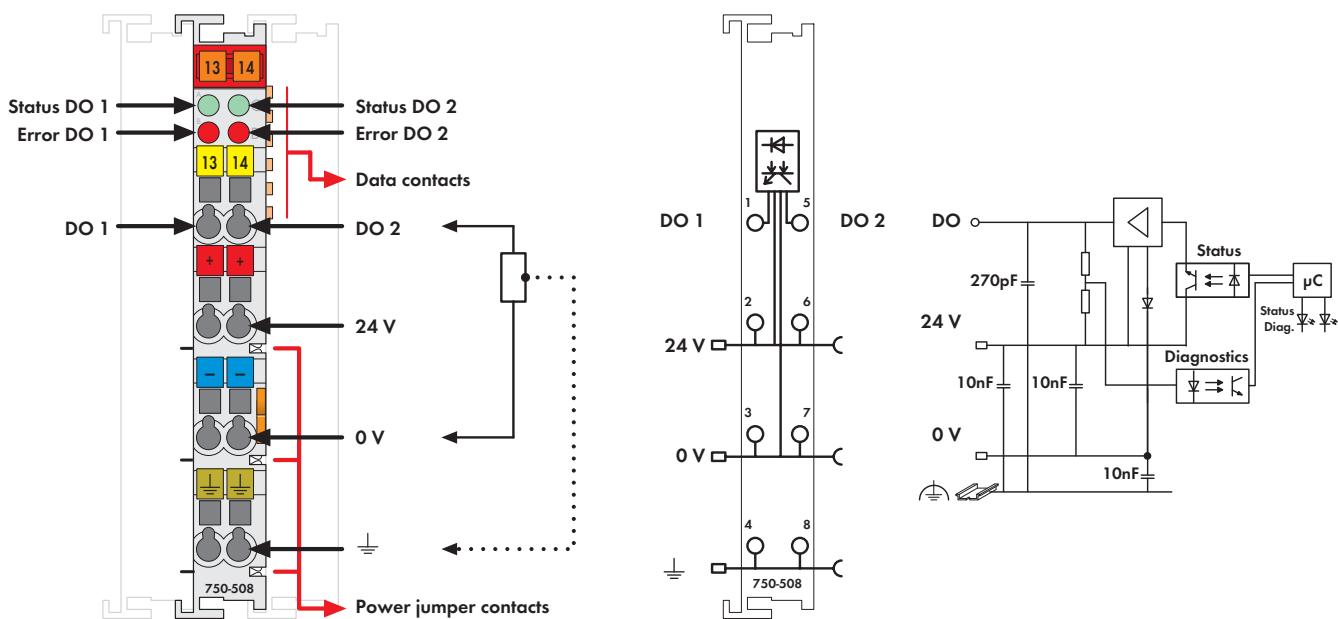 13 14
A C
Status DO 1
Status DO 2
Error DO 1
Error DO 2
13 14
Data contacts
DO 1
DO 2
+ +
24 V
– –
0 V
750-508
Power jumper contacts
1 5
DO 1
DO 2
2 6
24 V
3 7
0 V
4 8
750-508
DO
270pF
Status
µC
Status
Diag.
24 V
Diagnostics
10nF
10nF
0 V
10nF